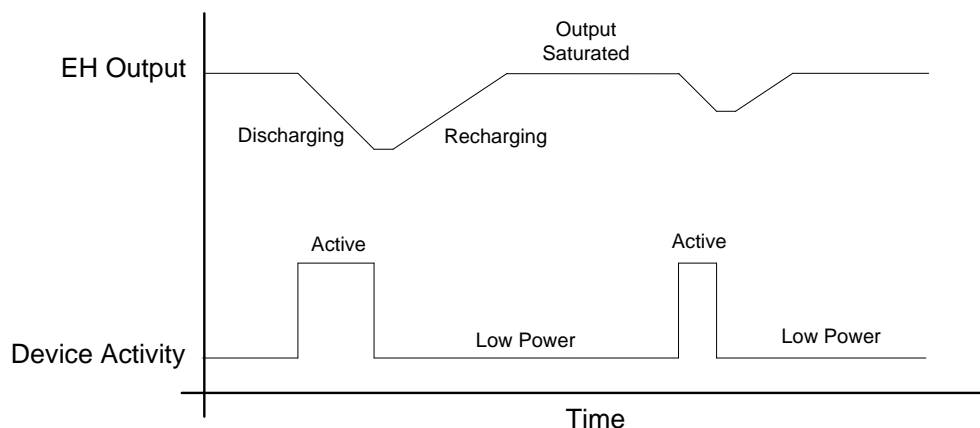 Output
Saturated
EH Output
Discharging
Recharging
Active
Active
Low Power
Low Power
Device Activity
Time